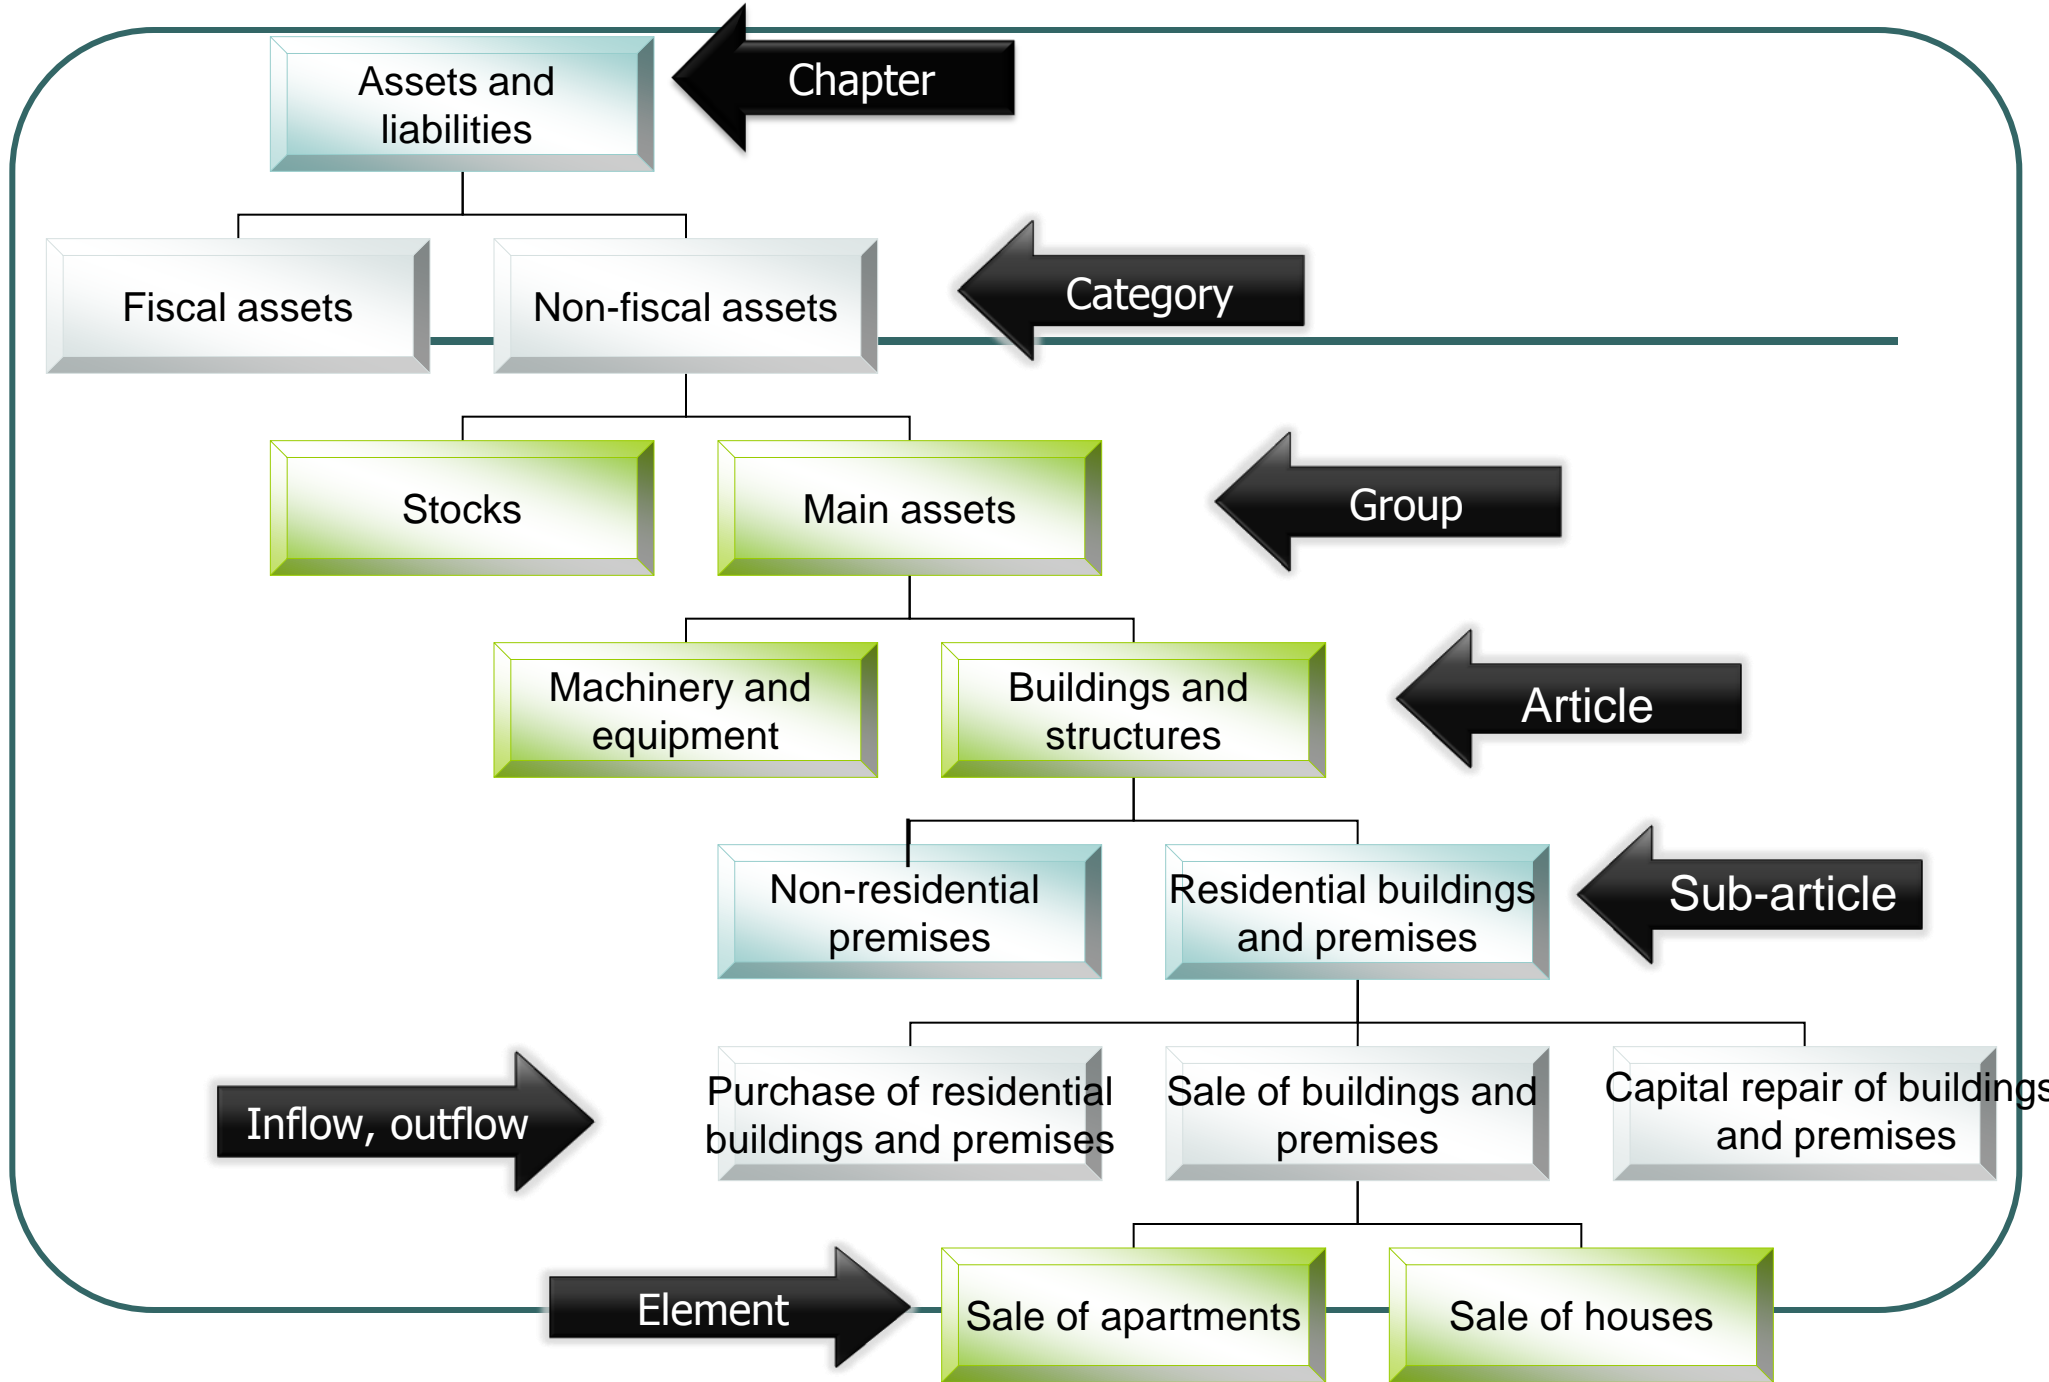 Assets and
liabilities
Chapter
Fiscal assets
Non-fiscal assets
Category
Stocks
Main assets
Group
Machinery and
equipment
Buildings and
structures
Article
Non-residential
premises
Residential buildings
and premises
Sub-article
Inflow, outflow
Purchase of residential
buildings and premises
Sale of buildings and
premises
Capital repair of buildings
and premises
Element
Sale of apartments
Sale of houses